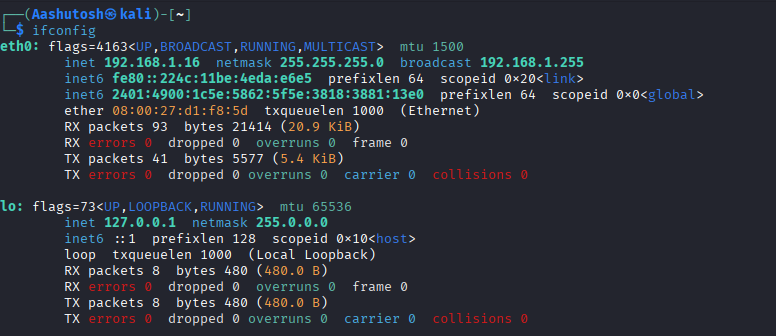 ┌──(Aashutosh㉿kali)-[~]
└─$ ifconfig
eth0: flags=4163<UP,BROADCAST,RUNNING,MULTICAST>  mtu 1500
        inet 192.168.1.16  netmask 255.255.255.0  broadcast 192.168.1.255
        inet6 fe80::224c:11be:4eda:e6e5  prefixlen 64  scopeid 0×20<link>
        inet6 2401:4900:1c5e:5862:5f5e:3818:3881:13e0  prefixlen 64  scopeid 0×0<global>
        ether 08:00:27:d1:f8:5d  txqueuelen 1000  (Ethernet)
        RX packets 93  bytes 21414 (20.9 KiB)
        RX errors 0  dropped 0  overruns 0  frame 0
        TX packets 41  bytes 5577 (5.4 KiB)
        TX errors 0  dropped 0 overruns 0  carrier 0  collisions 0

lo: flags=73<UP,LOOPBACK,RUNNING>  mtu 65536
        inet 127.0.0.1  netmask 255.0.0.0
        inet6 ::1  prefixlen 128  scopeid 0×10<host>
        loop  txqueuelen 1000  (Local Loopback)
        RX packets 8  bytes 480 (480.0 B)
        RX errors 0  dropped 0  overruns 0  frame 0
        TX packets 8  bytes 480 (480.0 B)
        TX errors 0  dropped 0 overruns 0  carrier 0  collisions 0